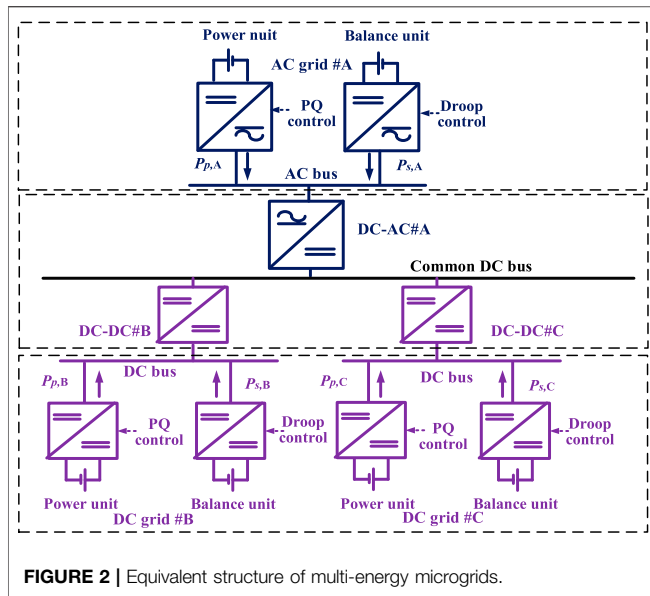 Power nuit
Balance unit
AC grid #A
PQ
control
Droop
control
Pp,A
Ps,A
AC bus
DC-AC#A
Common DC bus
DC-DC#B
DC-DC#C
DC bus
DC bus
Pp,B
Ps,B
Pp,C
Ps,C
PQ
control
Droop
control
PQ
control
Droop
control
Power unit
Balance unit
Power unit
Balance unit
DC grid #B
DC grid #C
FIGURE 2 | Equivalent structure of multi-energy microgrids.